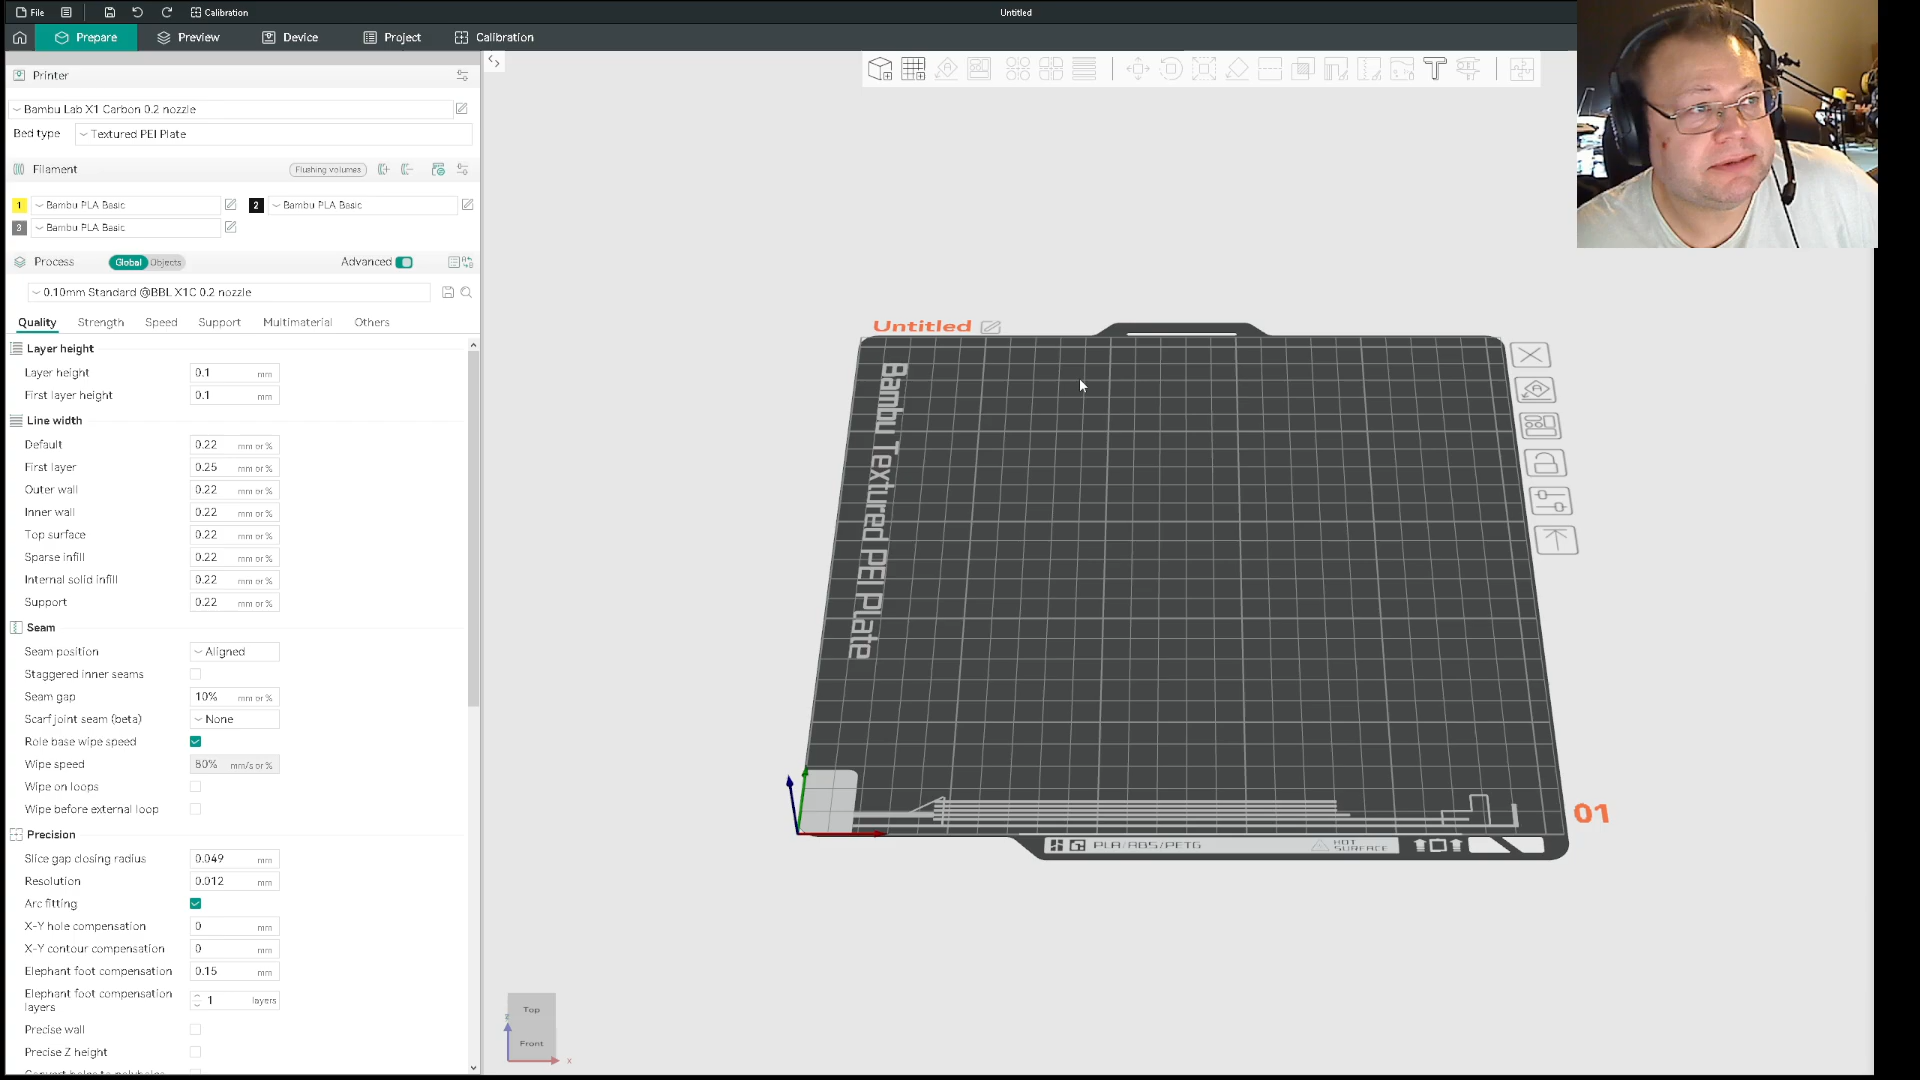 File
Calibration
Untitled
Prepare
Preview
Device
Project
Calibration
Printer
Bambu Lab X1 Carbon 0.2 nozzle
Bed type
Textured PEI Plate
Filament
Flushing volumes
1
Bambu PLA Basic
2
Bambu PLA Basic
3
Bambu PLA Basic
Process
Global
Objects
Advanced
0.10mm Standard @BBL X1C 0.2 nozzle
Quality
Strength
Speed
Support
Multimaterial
Others
Layer height
Layer height 0.1 mm
First layer height 0.1 mm
Line width
Default 0.22 mm or %
First layer 0.25 mm or %
Outer wall 0.22 mm or %
Inner wall 0.22 mm or %
Top surface 0.22 mm or %
Sparse infill 0.22 mm or %
Internal solid infill 0.22 mm or %
Support 0.22 mm or %
Seam
Seam position Aligned
Staggered inner seams
Seam gap 10% mm or %
Scarf joint seam (beta) None
Role base wipe speed
Wipe speed 80% mm/s or %
Wipe on loops
Wipe before external loop
Precision
Slice gap closing radius 0.049 mm
Resolution 0.012 mm
Arc fitting
X-Y hole compensation 0 mm
X-Y contour compensation 0 mm
Elephant foot compensation 0.15 mm
Elephant foot compensation
layers 1 layers
Precise wall
Precise Z height
Convert holes to polyholes
Untitled
Bambu Textured PEI Plate
01
PLA/ABS/PETG
HOT
SURFACE
Top
Front
Z
X